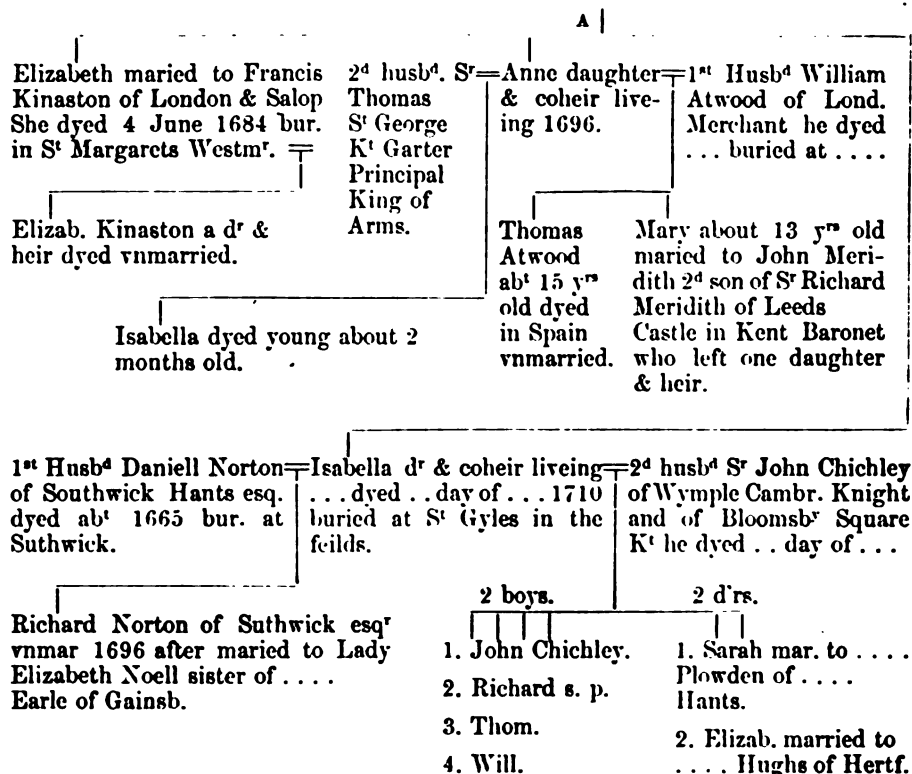 A
Elizabeth maried to Francis
Kinaston of London & Salop
She dyed 4 June 1684 bur.
in Sᵗ Margarets Westmʳ.
2ᵈ husbᵈ. Sʳ
Thomas
Sᵗ George
Kᵗ Garter
Principal
King of
Arms.
Anne daughter
& coheir live-
ing 1696.
1ˢᵗ Husbᵈ William
Atwood of Lond.
Merchant he dyed
... buried at ....
Elizab. Kinaston a dʳ &
heir dyed vnmarried.
Thomas
Atwood
abᵗ 15 yʳˢ
old dyed
in Spain
vnmarried.
Mary about 13 yʳˢ old
maried to John Meri-
dith 2ᵈ son of Sʳ Richard
Meridith of Leeds
Castle in Kent Baronet
who left one daughter
& heir.
Isabella dyed young about 2
months old.
1ˢᵗ Husbᵈ Daniell Norton
of Southwick Hants esq.
dyed abᵗ 1665 bur. at
Suthwick.
Isabella dʳ & coheir liveing
...dyed ..day of ...1710
buried at Sᵗ Gyles in the
feilds.
2ᵈ husbᵈ Sʳ John Chichley
of Wymple Cambr. Knight
and of Bloomsbʳ Square
Kᵗ he dyed .. day of ...
Richard Norton of Suthwick esqʳ
vnmar 1696 after maried to Lady
Elizabeth Noell sister of ....
Earle of Gainsb.
2 boys.
1. John Chichley.
2. Richard s. p.
3. Thom.
4. Will.
2 d'rs.
1. Sarah mar. to ....
Plowden of ....
Hants.
2. Elizab. married to
.... Hughs of Hertf.